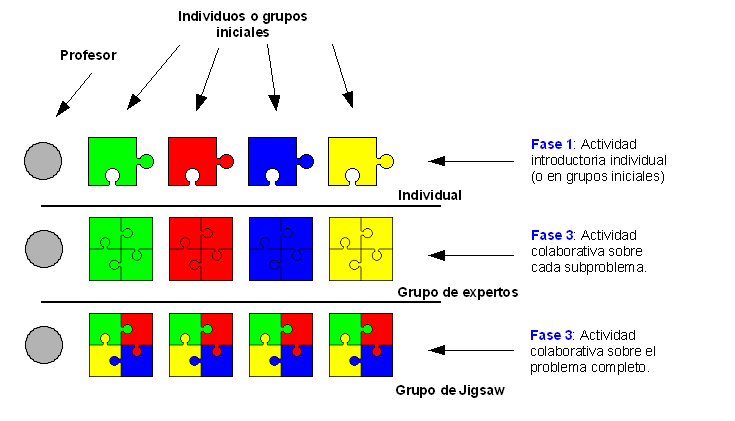 Individuos o grupos
iniciales
Profesor
Fase 1: Actividad
introductoria individual
(o en grupos iniciales)
Individual
Fase 3: Actividad
colaborativa sobre
cada subproblema.
Grupo de expertos
Fase 3: Actividad
colaborativa sobre el
problema completo.
Grupo de Jigsaw